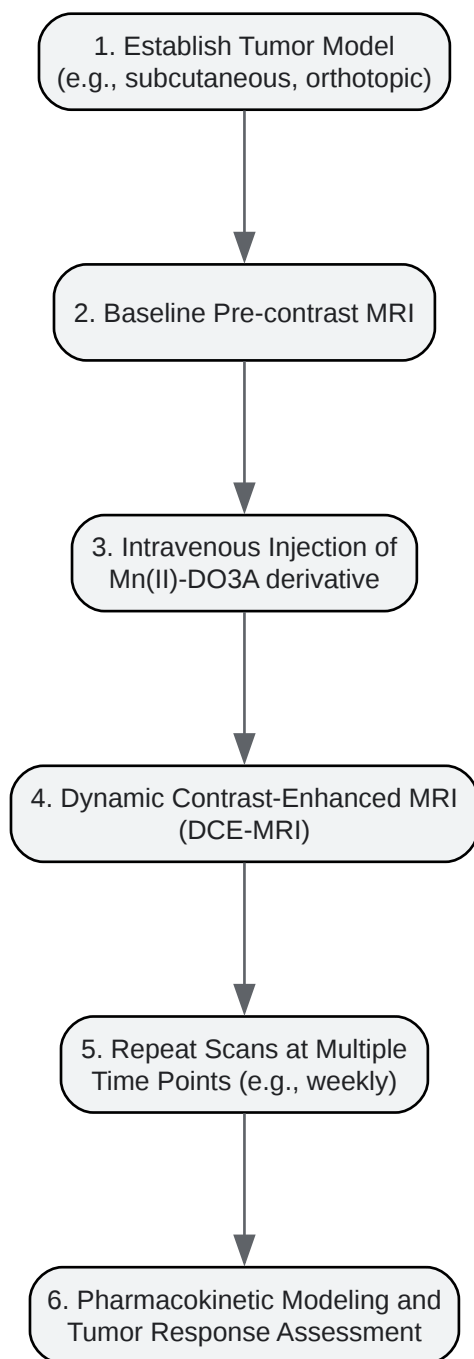 1. Establish Tumor Model
(e.g., subcutaneous, orthotopic)
2. Baseline Pre-contrast MRI
3. Intravenous Injection of
Mn(II)-DO3A derivative
4. Dynamic Contrast-Enhanced MRI
(DCE-MRI)
5. Repeat Scans at Multiple
Time Points (e.g., weekly)
6. Pharmacokinetic Modeling and
Tumor Response Assessment